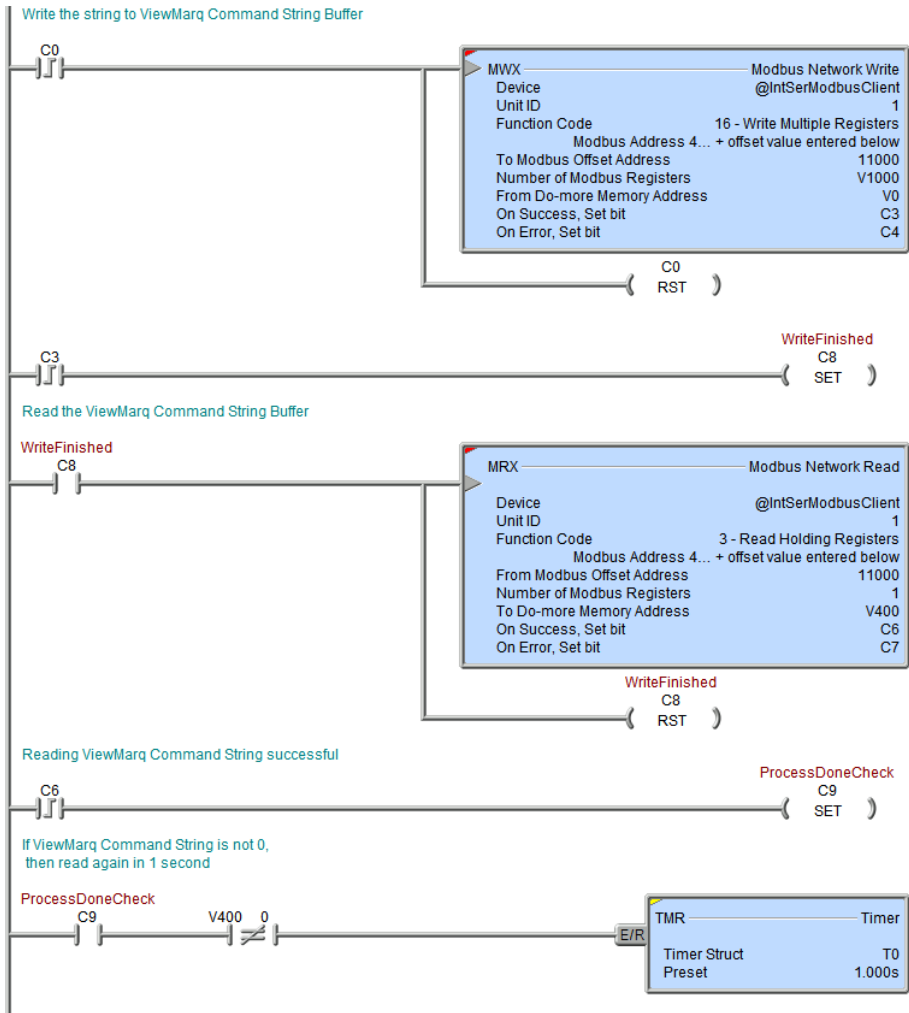 Write the string to ViewMarq Command String Buffer
C0
MWX Modbus Network Write
Device @IntSerModbusClient
Unit ID 1
Function Code 16 - Write Multiple Registers
Modbus Address 4... + offset value entered below
To Modbus Offset Address 11000
Number of Modbus Registers V1000
From Do-more Memory Address V0
On Success, Set bit C3
On Error, Set bit C4
C0
RST
WriteFinished
C3 C8
SET
Read the ViewMarq Command String Buffer
WriteFinished
C8
MRX Modbus Network Read
Device @IntSerModbusClient
Unit ID 1
Function Code 3 - Read Holding Registers
Modbus Address 4... + offset value entered below
From Modbus Offset Address 11000
Number of Modbus Registers 1
To Do-more Memory Address V400
On Success, Set bit C6
On Error, Set bit C7
WriteFinished
C8
RST
Reading ViewMarq Command String successful
ProcessDoneCheck
C6 C9
SET
If ViewMarq Command String is not 0,
then read again in 1 second
ProcessDoneCheck
C9 V400 0
≠
E/R
TMR Timer
Timer Struct T0
Preset 1.000s